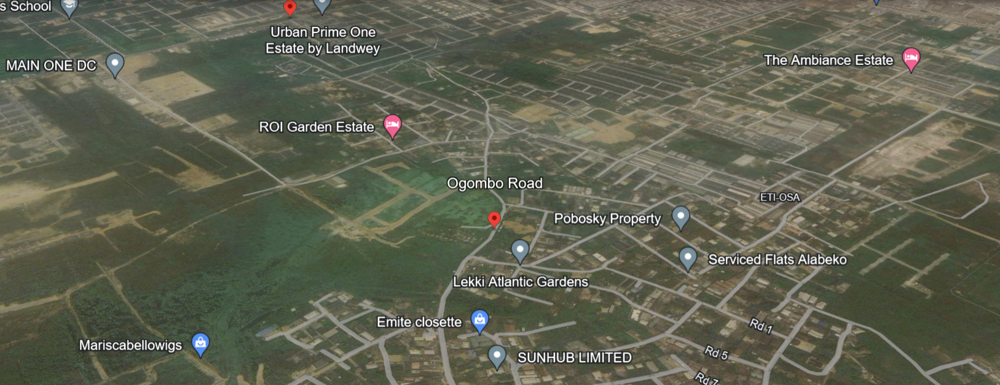 s School
Urban Prime One
Estate by Landwey
MAIN ONE DC
The Ambiance Estate
ROI Garden Estate
Ogombo Road
ETI-OSA
Pobosky Property
Serviced Flats Alabeko
Lekki Atlantic Gardens
Emite closette
Rd 1
Mariscabellowigs
SUNHUB LIMITED
Rd 5
Rd 7